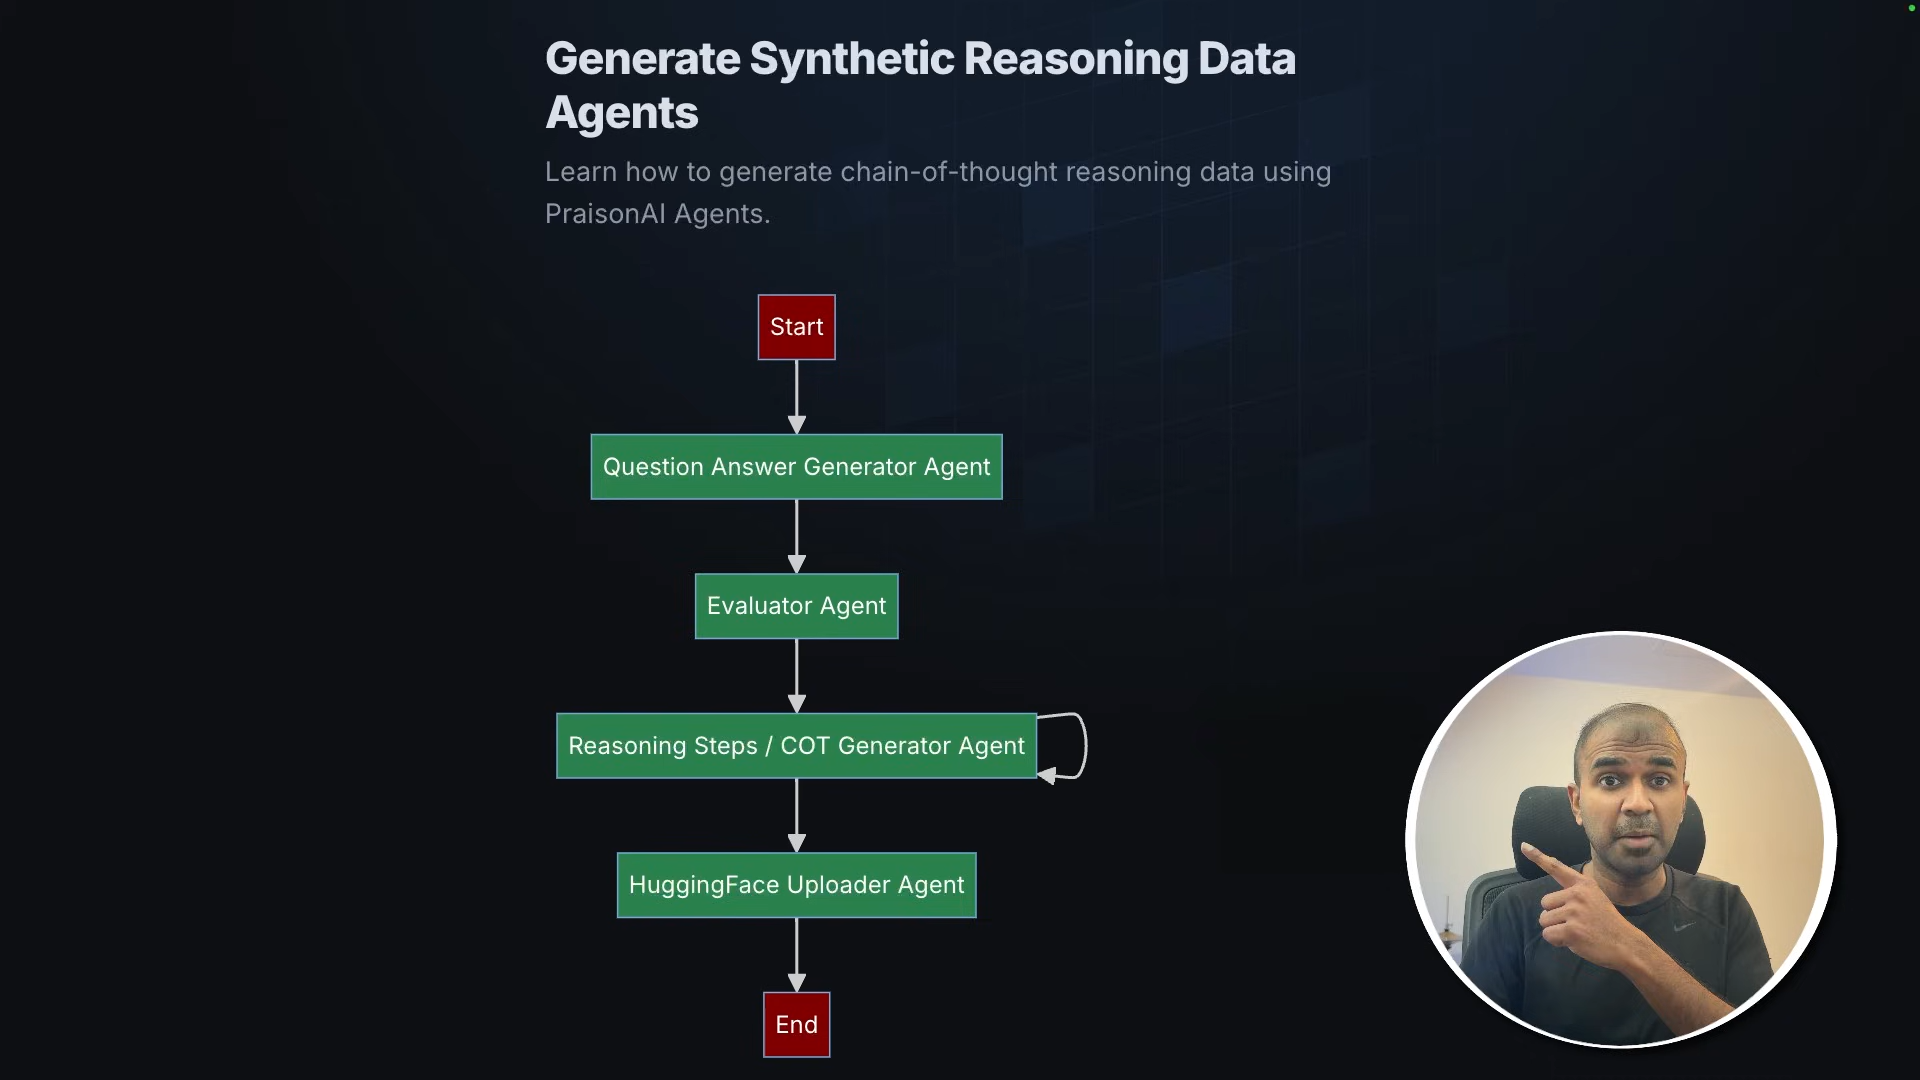 Generate Synthetic Reasoning Data
Agents
Learn how to generate chain-of-thought reasoning data using
PraisonAI Agents.
Start
Question Answer Generator Agent
Evaluator Agent
Reasoning Steps / COT Generator Agent
HuggingFace Uploader Agent
End